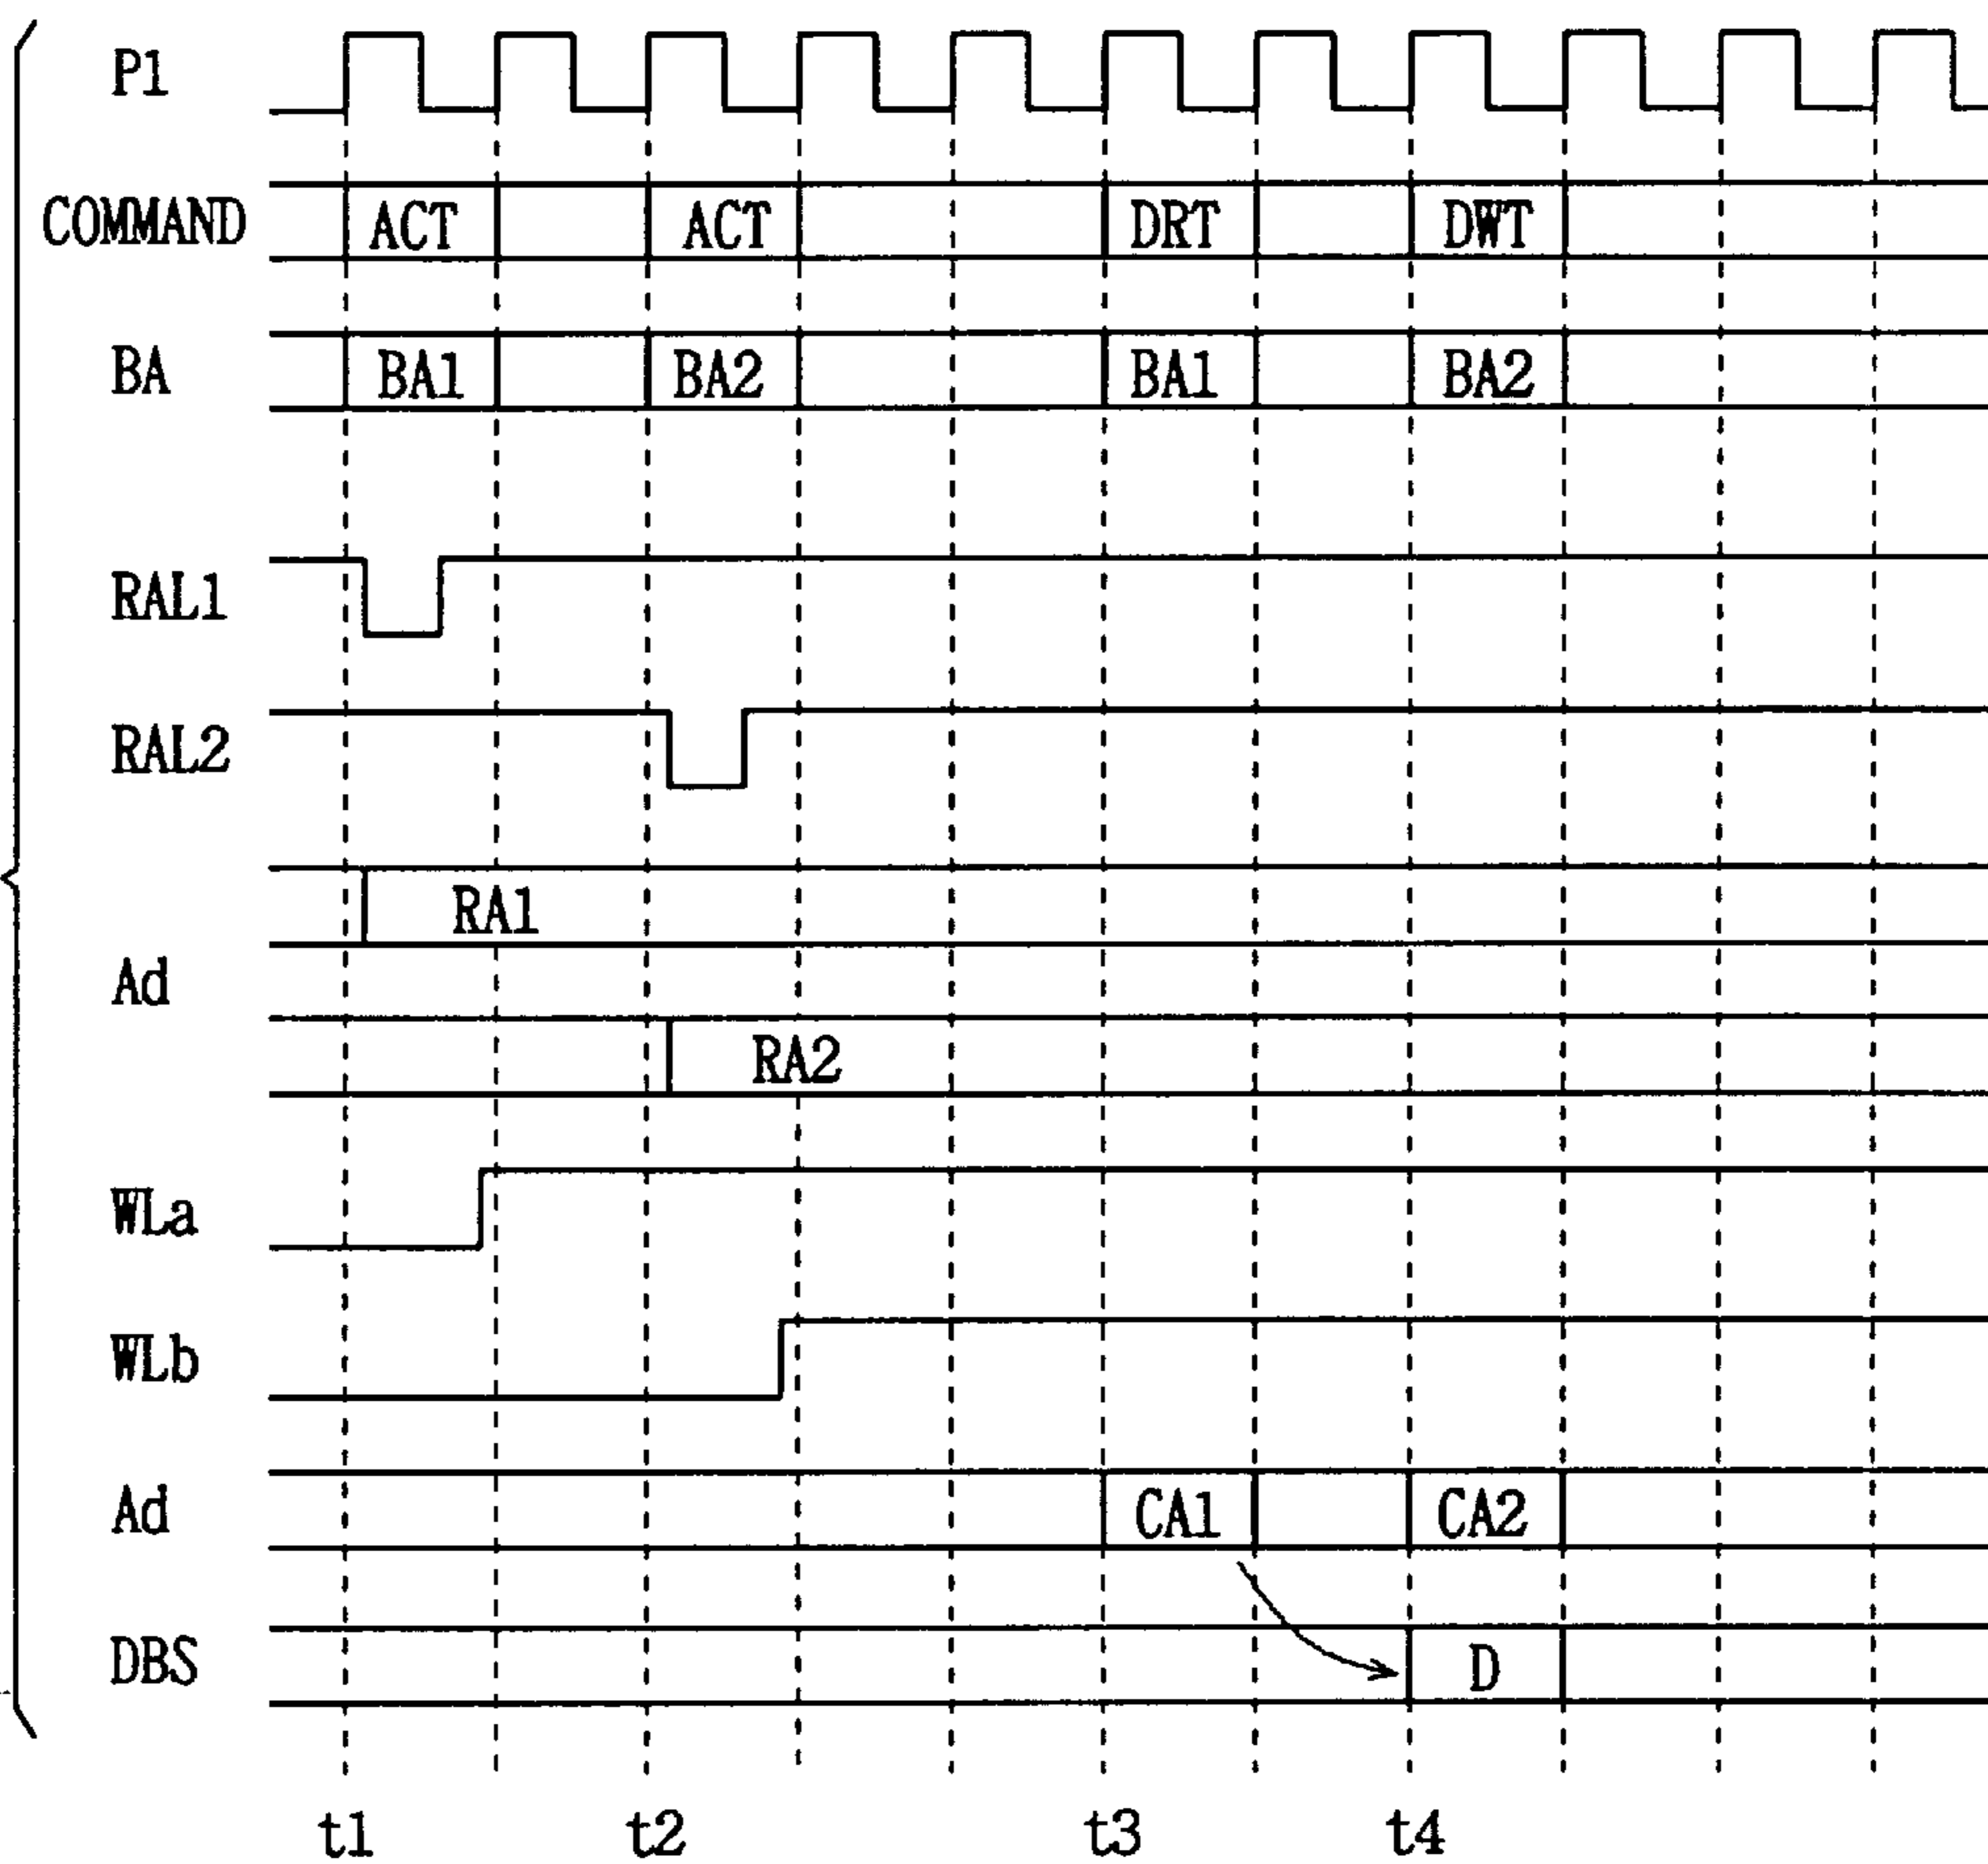 P1
COMMAND ACT ACT DRT DWT
BA BA1 BA2 BA1 BA2
RAL1
RAL2
RA1
Ad
RA2
WLa
WLb
Ad CA1 CA2
DBS D
t1 t2 t3 t4